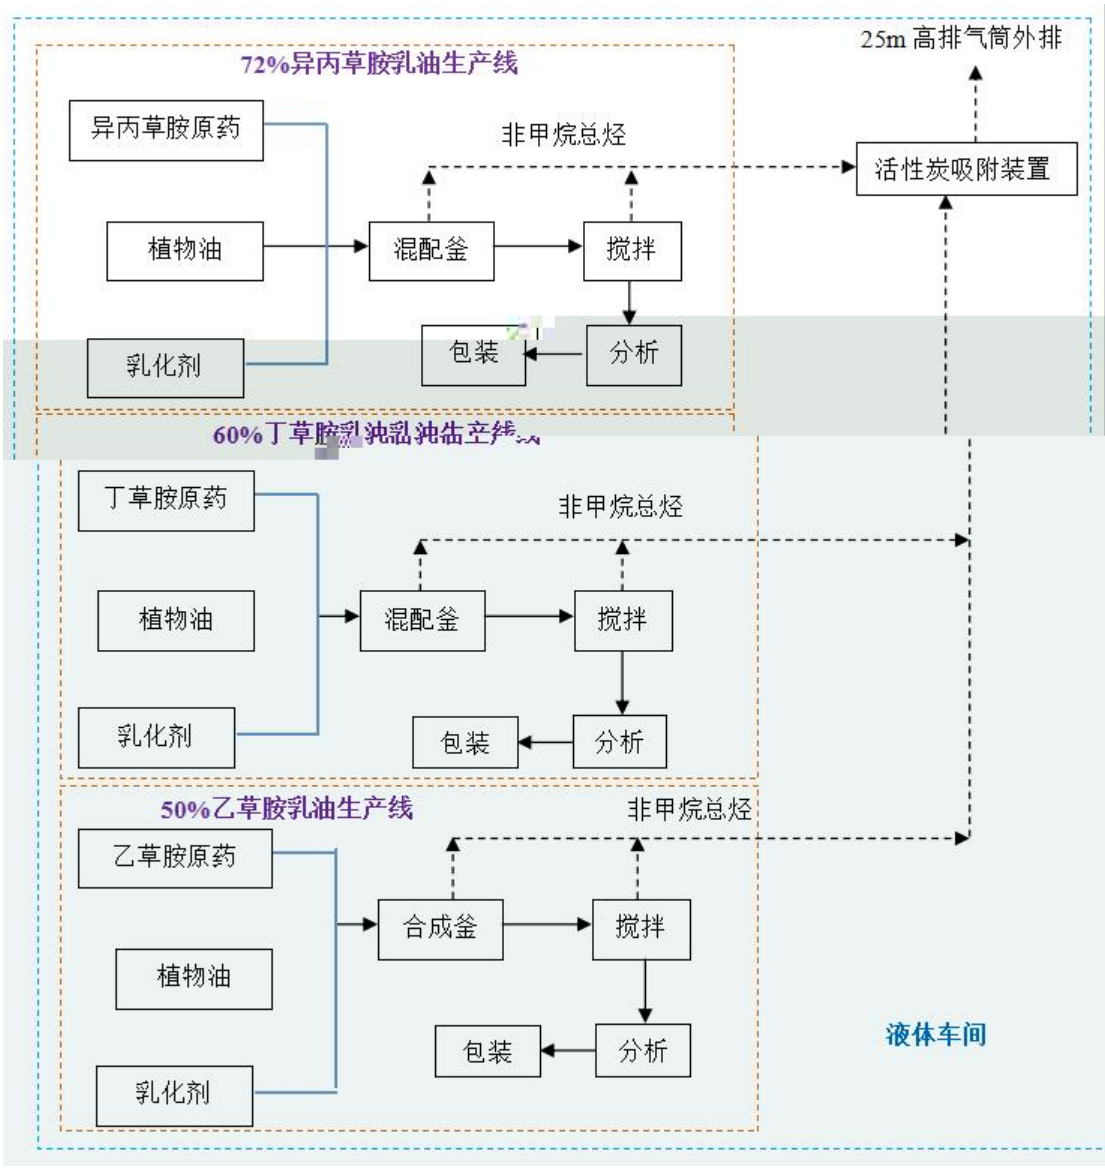 25m 高排气筒外排
72%异丙草胺乳油生产线
异丙草胺原药
非甲烷总烃
活性炭吸附装置
植物油
混配釜
搅拌
乳化剂
包装
分析
60%丁草胺乳
丁草胺原药
非甲烷总烃
植物油
混配釜
搅拌
乳化剂
包装
分析
50%乙草胺乳油生产线
非甲烷总烃
乙草胺原药
合成釜
搅拌
植物油
液体车间
包装
分析
乳化剂